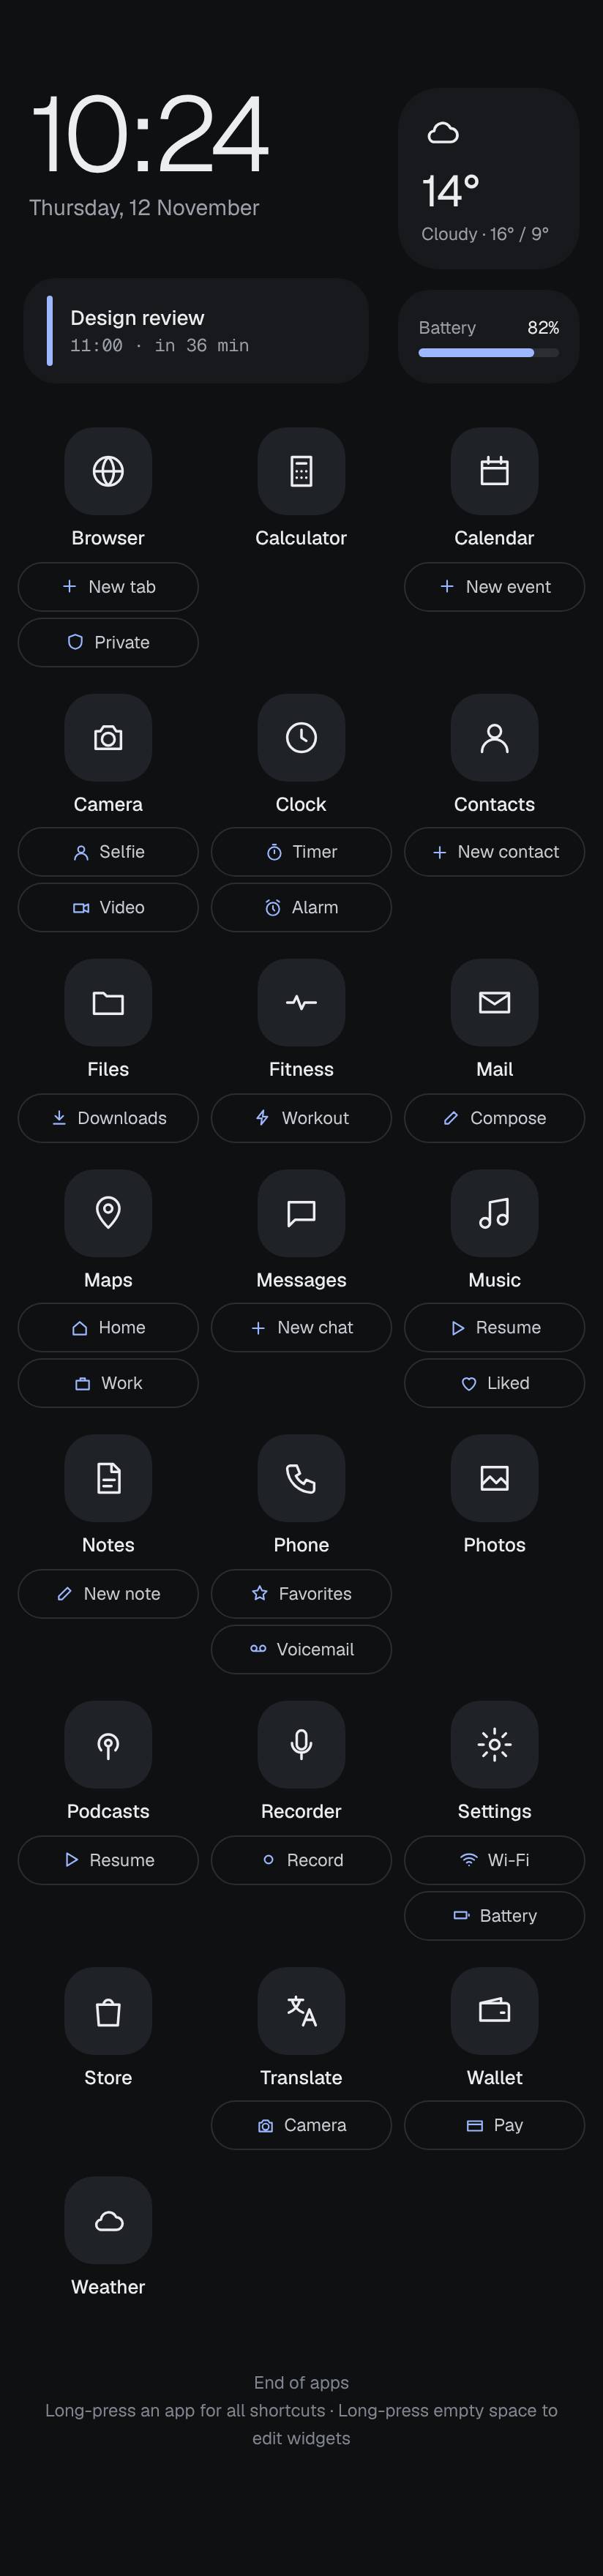 10:24
Thursday, 12 November
14°
Cloudy · 16° / 9°
Design review
11:00 · in 36 min
Battery 82%
Browser
Calculator
Calendar
New tab
New event
Private
Camera
Clock
Contacts
Selfie
Timer
New contact
Video
Alarm
Files
Fitness
Mail
Downloads
Workout
Compose
Maps
Messages
Music
Home
New chat
Resume
Work
Liked
Notes
Phone
Photos
New note
Favorites
Voicemail
Podcasts
Recorder
Settings
Resume
Record
Wi-Fi
Battery
Store
Translate
Wallet
Camera
Pay
Weather
End of apps
Long-press an app for all shortcuts · Long-press empty space to
edit widgets